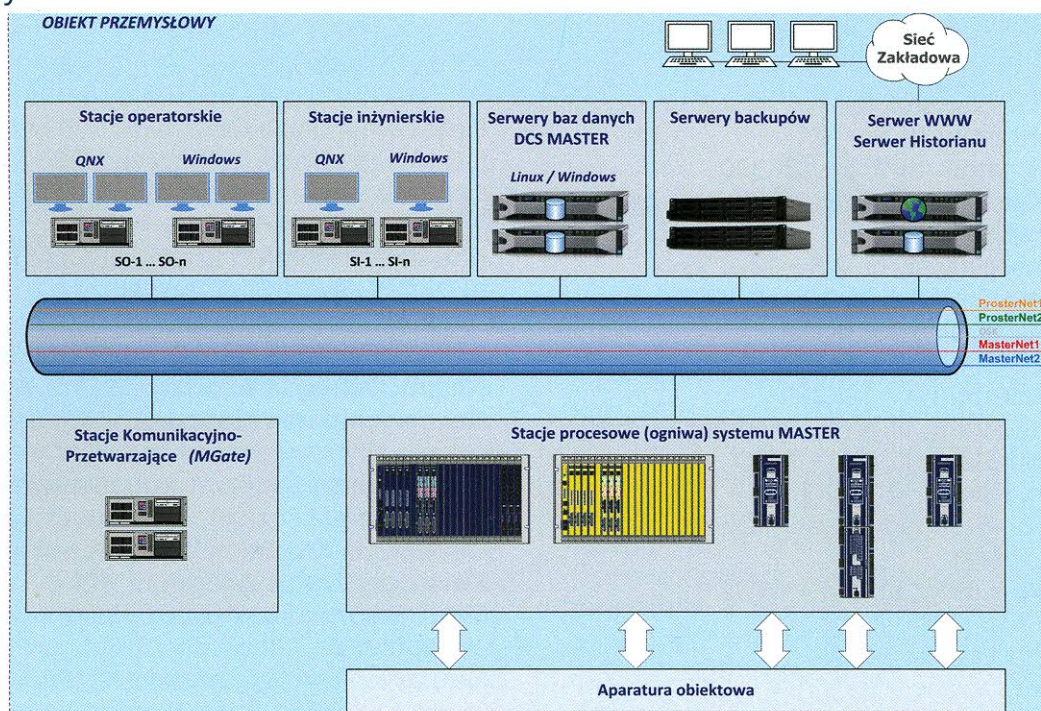 OBIEKT PRZEMYSŁOWY
Sieć
Zakładowa
Stacje operatorskie
QNX
Windows
SO-1 ... SO-n
Stacje inżynierskie
QNX
Windows
SI-1 ... SI-n
Serwery baz danych
DCS MASTER
Linux / Windows
Serwery backupów
Serwer WWW
Serwer Historianu
ProsterNet1
ProsterNet2
OSK
MasterNet1
MasterNet2
Stacje Komunikacyjno-
Przetwarzające (MGate)
Stacje procesowe (ogniwa) systemu MASTER
Aparatura obiektowa